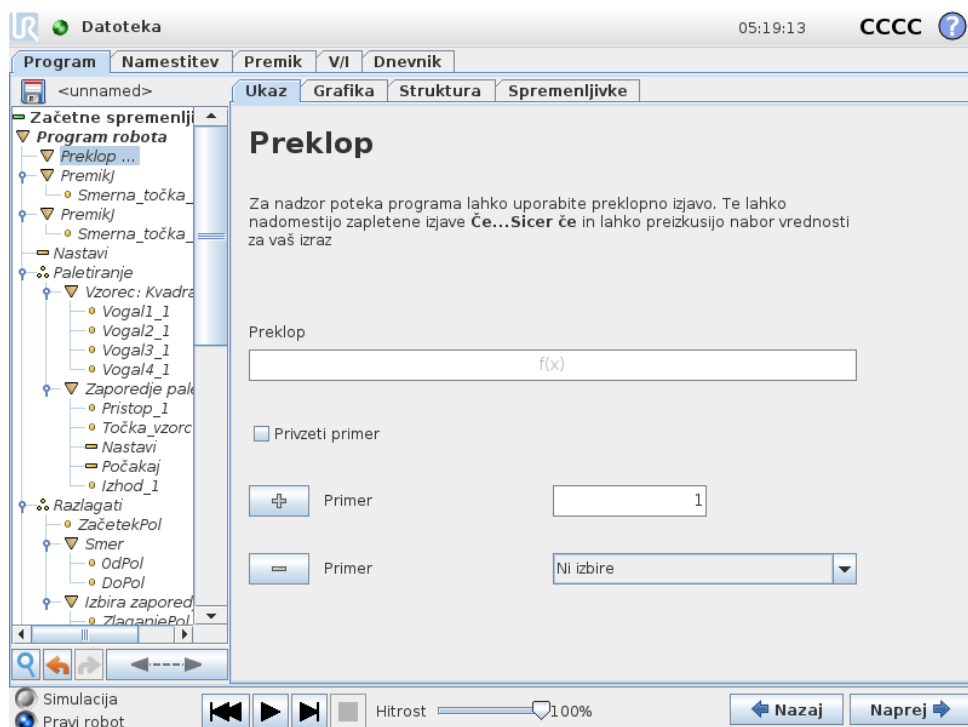 UR Datoteka 05:19:13 CCCC ?
Program Namestitev Premik V/I Dnevnik
<unnamed>
Ukaz Grafika Struktura Spremenljivke
Začetne spremenlji
Program robota
Preklop ...
PremikJ
Smerna_točka_
PremikJ
Smerna_točka_
Nastavi
Paletiranje
Vzorec: Kvadra
Vogal1_1
Vogal2_1
Vogal3_1
Vogal4_1
Zaporedje pale
Pristop_1
Točka_vzorc
Nastavi
Počakaj
Izhod_1
Razlagati
ZačetekPol
Smer
OdPol
DoPol
Izbira zapored
ZlaganjePol
Preklop
Za nadzor poteka programa lahko uporabite preklopno izjavo. Te lahko
nadomestijo zapletene izjave Če...Sicer če in lahko preizkusijo nabor vrednosti
za vaš izraz
Preklop
f(x)
Privzeti primer
Primer 1
Primer Ni izbire
Simulacija
Pravi robot
Hitrost 100%
Nazaj Naprej